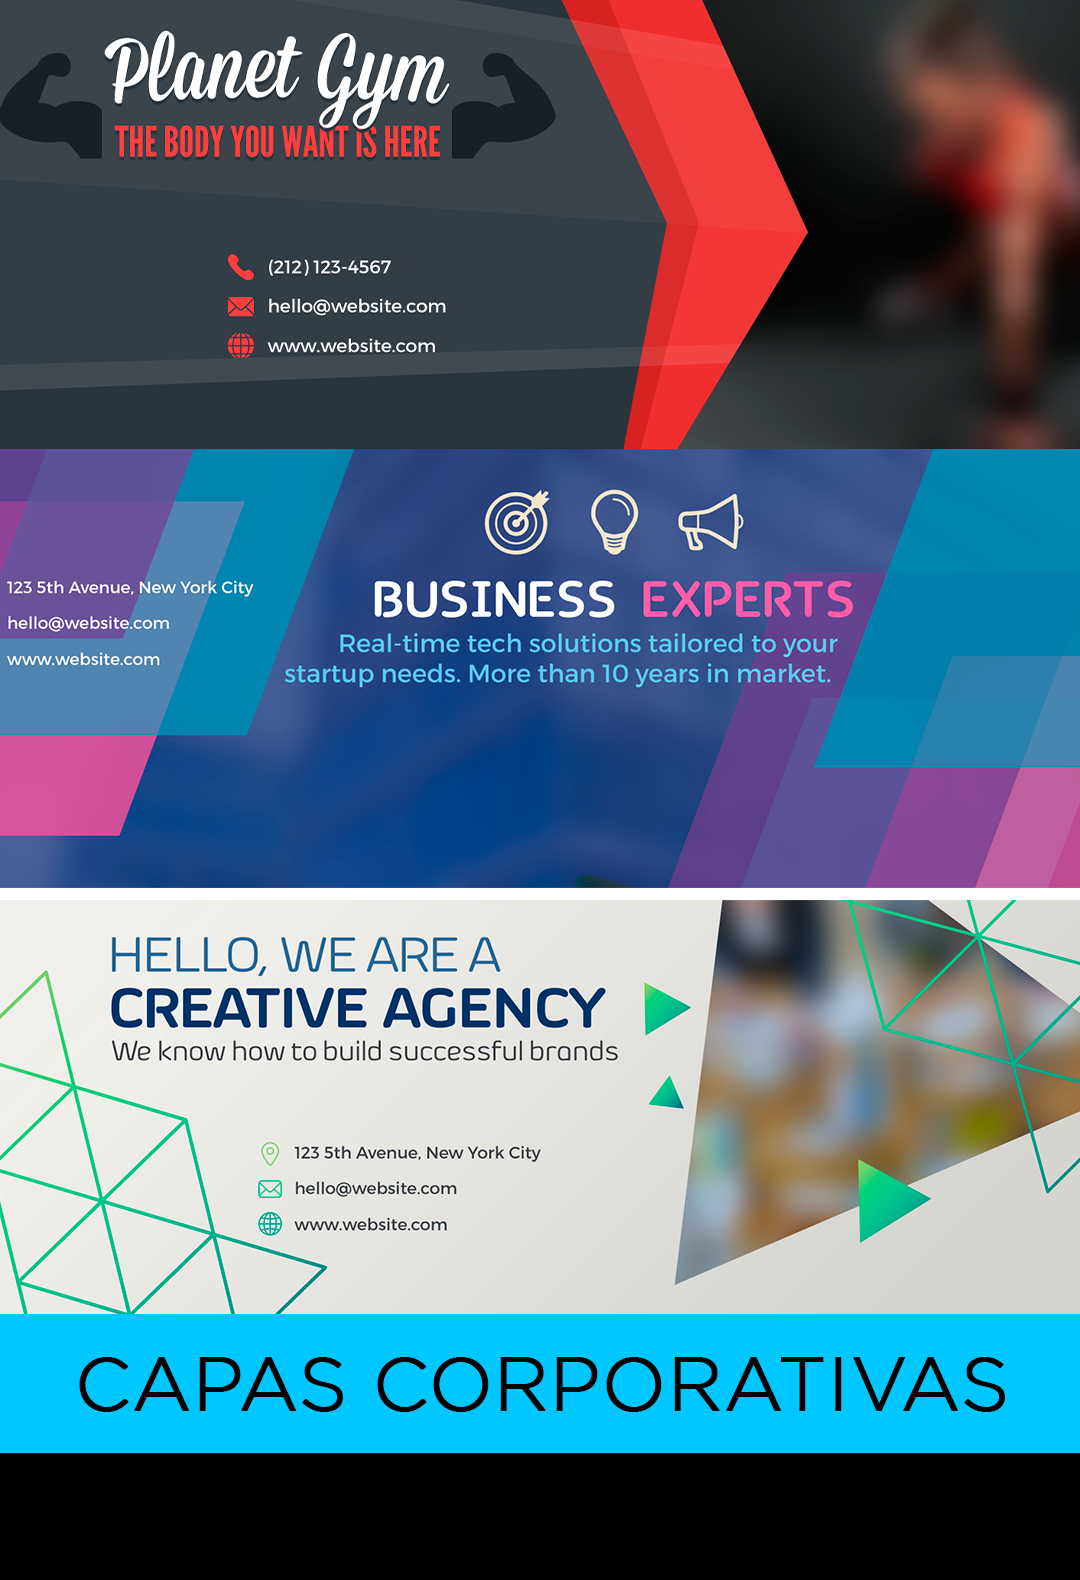 Planet Gym
THE BODY YOU WANT IS HERE
(212) 123-4567
hello@website.com
www.website.com
BUSINESS EXPERTS
Real-time tech solutions tailored to your
startup needs. More than 10 years in market.
123 5th Avenue, New York City
hello@website.com
www.website.com
HELLO, WE ARE A
CREATIVE AGENCY
We know how to build successful brands
123 5th Avenue, New York City
hello@website.com
www.website.com
CAPAS CORPORATIVAS